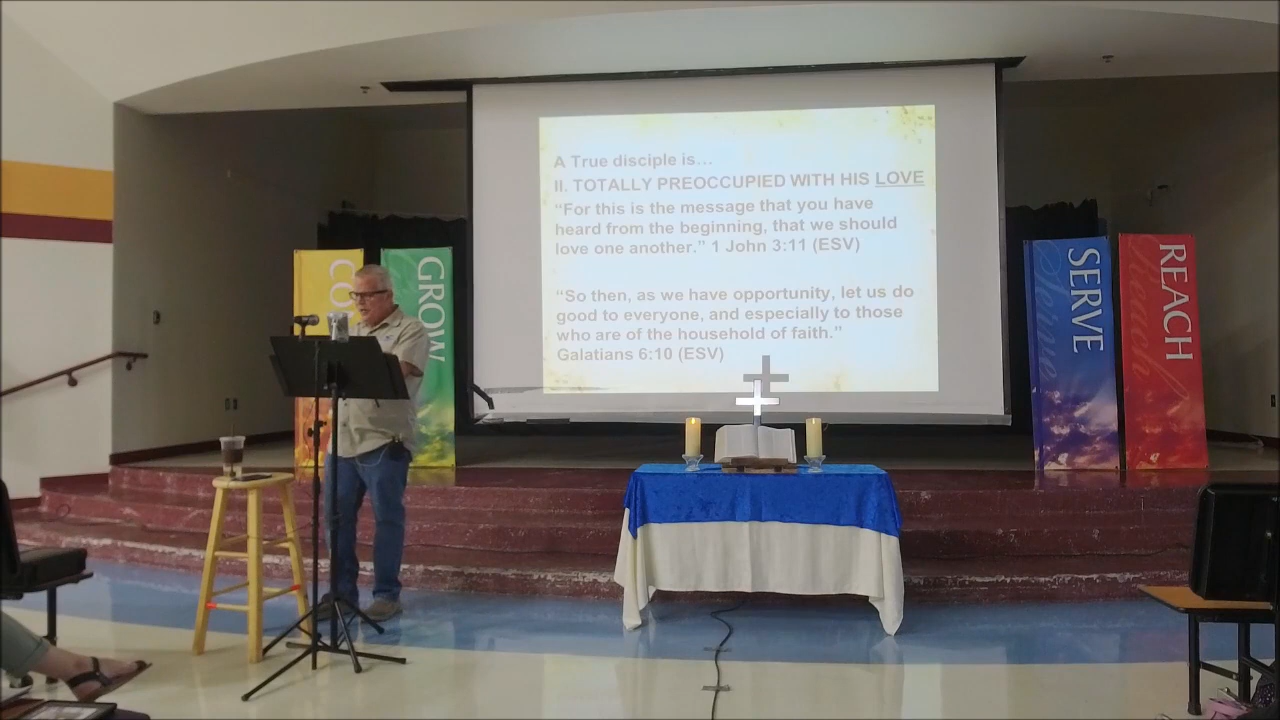 A True disciple is…
II. TOTALLY PREOCCUPIED WITH HIS LOVE
“For this is the message that you have
heard from the beginning, that we should
love one another.” 1 John 3:11 (ESV)
“So then, as we have opportunity, let us do
good to everyone, and especially to those
who are of the household of faith.”
Galatians 6:10 (ESV)
GROW
SERVE
Serve
REACH
Reach